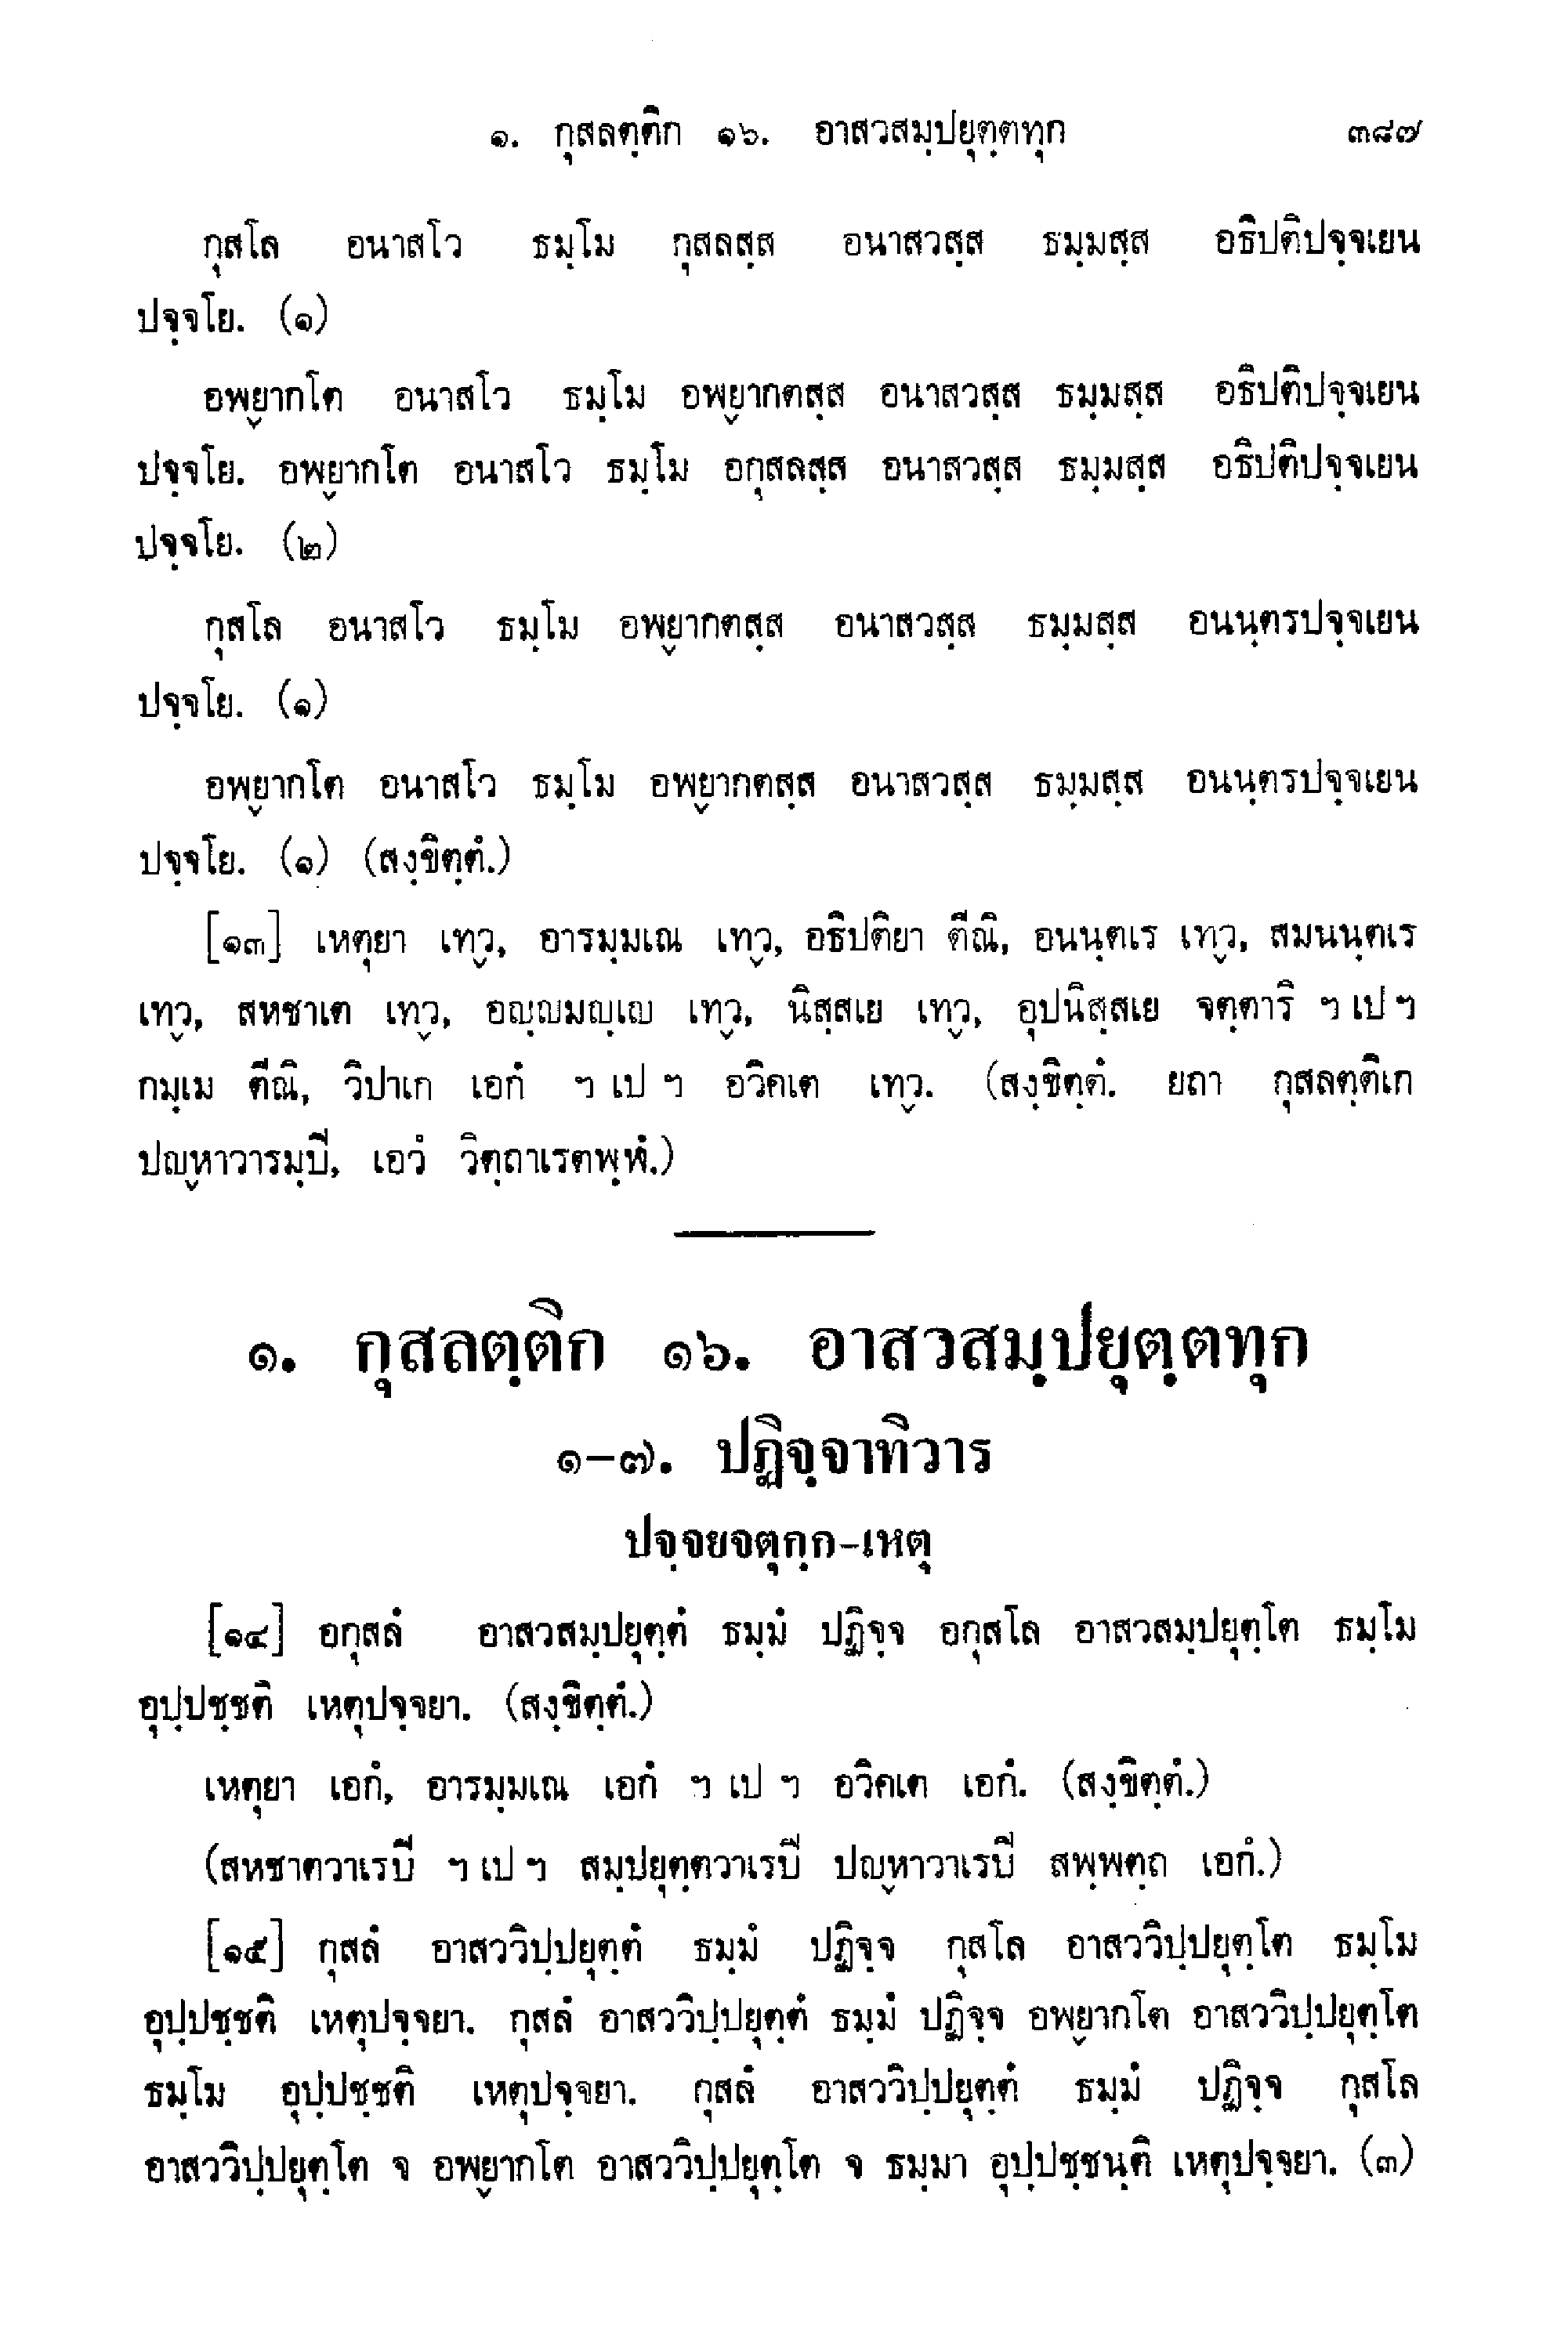 ๑. กุสลตฺติก ๑๖. อาสวสมฺปยุตฺตทุก ๓๘๗
กุสโล อนาสโว ธมฺโม กุสลสฺส อนาสวสฺส ธมฺมสฺส อธิปติปจฺจเยน
ปจฺจโย. (๑)
อพฺยากโต อนาสโว ธมฺโม อพฺยากตสฺส อนาสวสฺส ธมฺมสฺส อธิปติปจฺจเยน
ปจฺจโย. อพฺยากโต อนาสโว ธมฺโม อกุสลสฺส อนาสวสฺส ธมฺมสฺส อธิปติปจฺจเยน
ปจฺจโย. (๒)
กุสโล อนาสโว ธมฺโม อพฺยากตสฺส อนาสวสฺส ธมฺมสฺส อนนฺตรปจฺจเยน
ปจฺจโย. (๑)
อพฺยากโต อนาสโว ธมฺโม อพฺยากตสฺส อนาสวสฺส ธมฺมสฺส อนนฺตรปจฺจเยน
ปจฺจโย. (๑) (สงฺขิตฺตํ.)
[๑๓] เหตุยา เทฺว, อารมฺมเณ เทฺว, อธิปติยา ตีณิ, อนนฺตเร เทฺว, สมนนฺตเร
เทฺว, สหชาเต เทฺว, อญฺญมญฺเญ เทฺว, นิสฺสเย เทฺว, อุปนิสฺสเย จตฺตาริ ฯ เป ฯ
กมฺเม ตีณิ, วิปาเก เอกํ ฯ เป ฯ อวิคเต เทฺว. (สงฺขิตฺตํ. ยถา กุสลตฺติเก
ปญฺหาวารมฺปิ, เอวํ วิตฺถาเรตพฺพํ.)
๑. กุสลตฺติก ๑๖. อาสวสมฺปยุตฺตทุก
๑-๗. ปฏิจฺจาทิวาร
ปจฺจยจตุกฺก-เหตุ
[๑๔] อกุสลํ อาสวสมฺปยุตฺตํ ธมฺมํ ปฏิจฺจ อกุสโล อาสวสมฺปยุตฺโต ธมฺโม
อุปฺปชฺชติ เหตุปจฺจยา. (สงฺขิตฺตํ.)
เหตุยา เอกํ, อารมฺมเณ เอกํ ฯ เป ฯ อวิคเต เอกํ. (สงฺขิตฺตํ.)
(สหชาตวาเรปิ ฯ เป ฯ สมฺปยุตฺตวาเรปิ ปญฺหาวาเรปิ สพฺพตฺถ เอกํ.)
[๑๕] กุสลํ อาสววิปฺปยุตฺตํ ธมฺมํ ปฏิจฺจ กุสโล อาสววิปฺปยุตฺโต ธมฺโม
อุปฺปชฺชติ เหตุปจฺจยา. กุสลํ อาสววิปฺปยุตฺตํ ธมฺมํ ปฏิจฺจ อพฺยากโต อาสววิปฺปยุตฺโต
ธมฺโม อุปฺปชฺชติ เหตุปจฺจยา. กุสลํ อาสววิปฺปยุตฺตํ ธมฺมํ ปฏิจฺจ กุสโล
อาสววิปฺปยุตฺโต จ อพฺยากโต อาสววิปฺปยุตฺโต จ ธมฺมา อุปฺปชฺชนฺติ เหตุปจฺจยา. (๓)